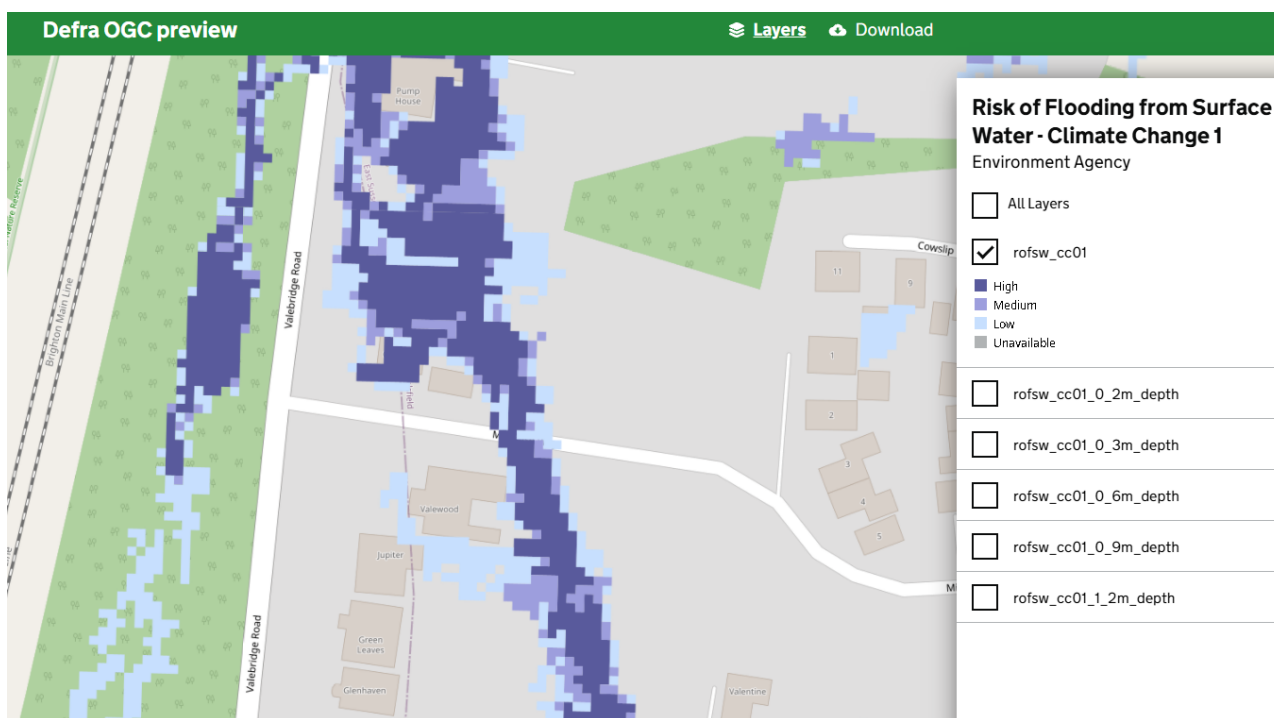 Defra OGC preview
Layers
Download
Risk of Flooding from Surface
Water - Climate Change 1
Environment Agency
All Layers
rofsw_cc01
High
Medium
Low
Unavailable
rofsw_cc01_0_2m_depth
rofsw_cc01_0_3m_depth
rofsw_cc01_0_6m_depth
rofsw_cc01_0_9m_depth
rofsw_cc01_1_2m_depth
Pump
House
Nature Reserve
Brighton Main Line
Valebridge Road
Cowslip
11
9
1
2
3
4
5
Valewood
Jupiter
Green
Leaves
Glenhaven
Valebridge Road
Valentine